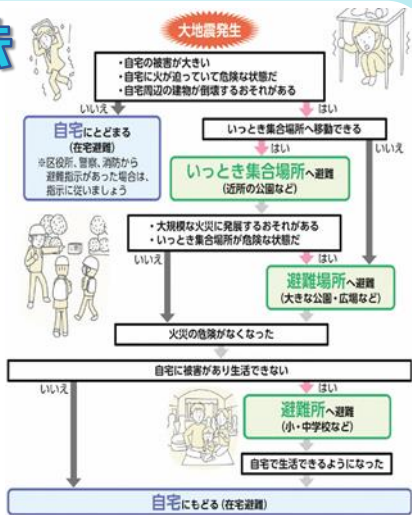 法
大地震発生
・自宅の被害が大きい
・自宅に火が迫っていて危険な状態だ
・自宅周辺の建物が倒壊するおそれがある
いいえ
はい
自宅にとどまる
(在宅避難)
※区役所、警察、消防から
避難指示があった場合は、
指示に従いましょう
いっとき集合場所へ移動できる
はい
いいえ
いっとき集合場所へ避難
(近所の公園など)
・大規模な火災に発展するおそれがある
・いっとき集合場所が危険な状態だ
いいえ
はい
避難場所へ避難
(大きな公園・広場など)
火災の危険がなくなった
自宅に被害があり生活できない
いいえ
はい
避難所へ避難
(小・中学校など)
自宅で生活できるようになった
自宅にもどる(在宅避難)